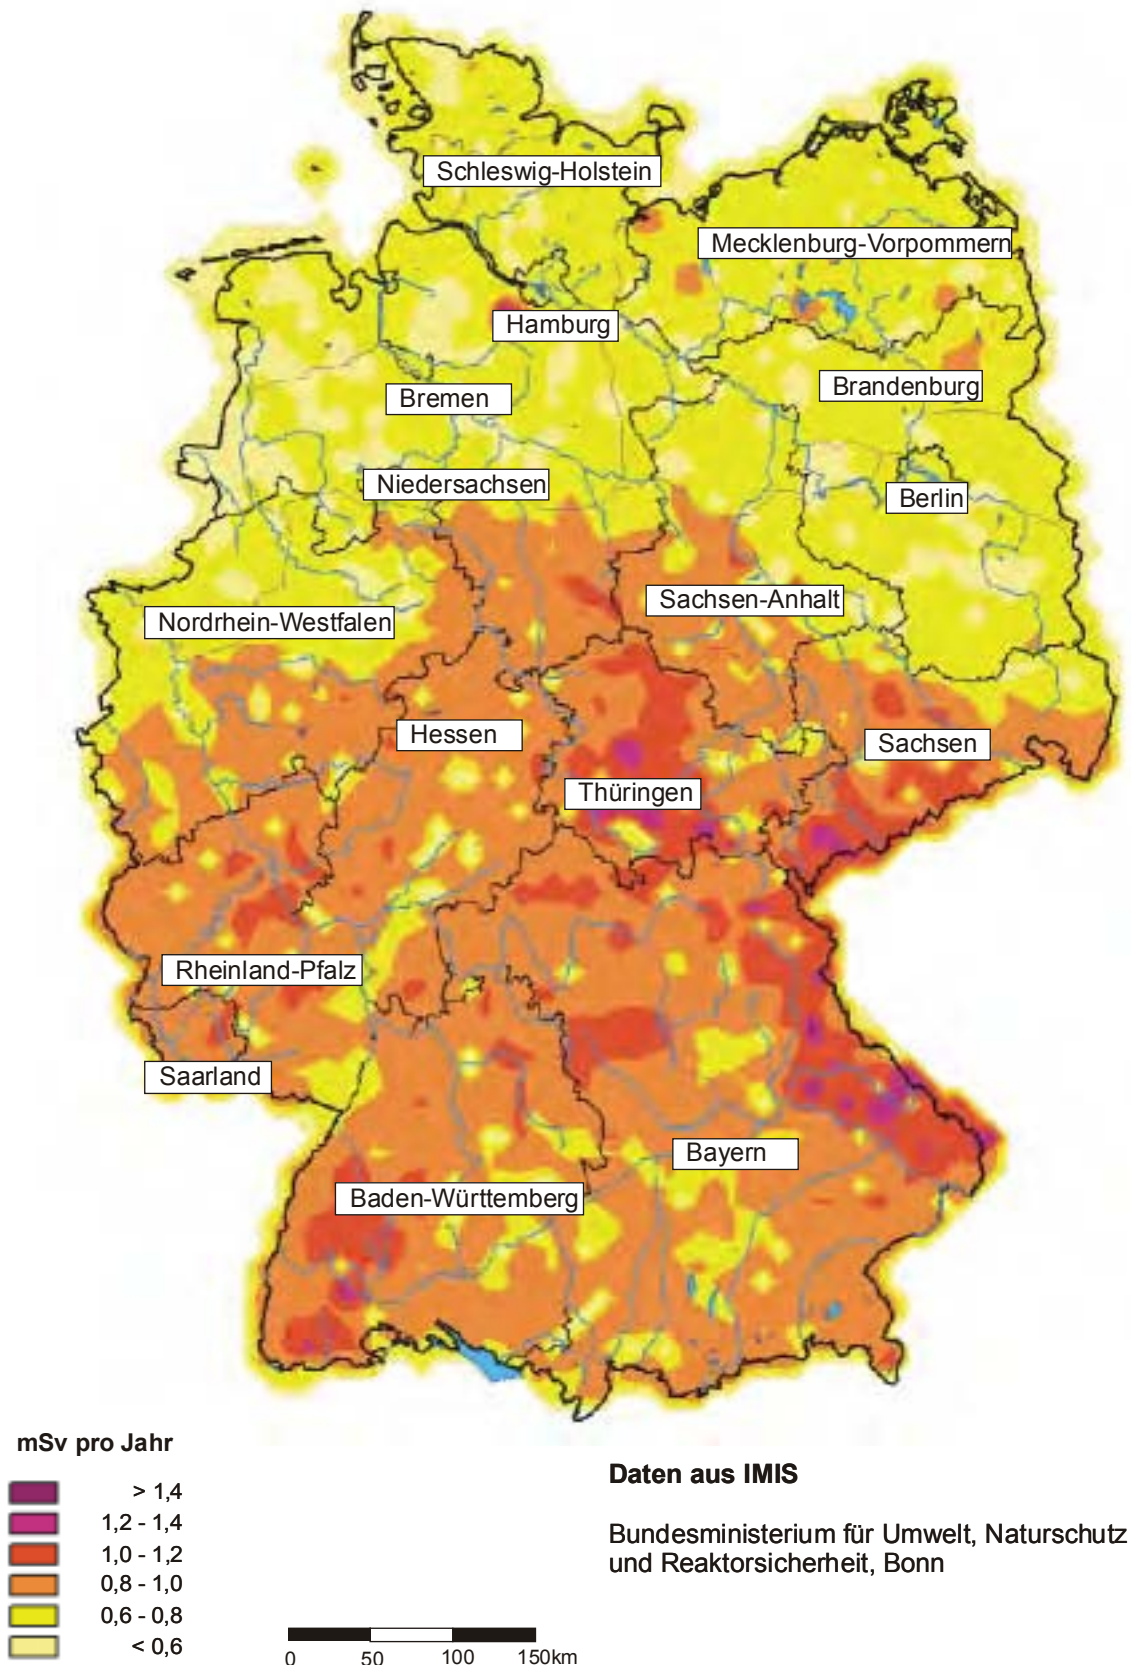 Schleswig-Holstein
Mecklenburg-Vorpommern
Hamburg
Brandenburg
Bremen
Niedersachsen
Berlin
Sachsen-Anhalt
Nordrhein-Westfalen
Hessen
Sachsen
Thüringen
Rheinland-Pfalz
Saarland
Bayern
Baden-Württemberg
mSv pro Jahr
> 1,4
1,2 - 1,4
1,0 - 1,2
0,8 - 1,0
0,6 - 0,8
< 0,6
0 50 100 150km
Daten aus IMIS
Bundesministerium für Umwelt, Naturschutz
und Reaktorsicherheit, Bonn